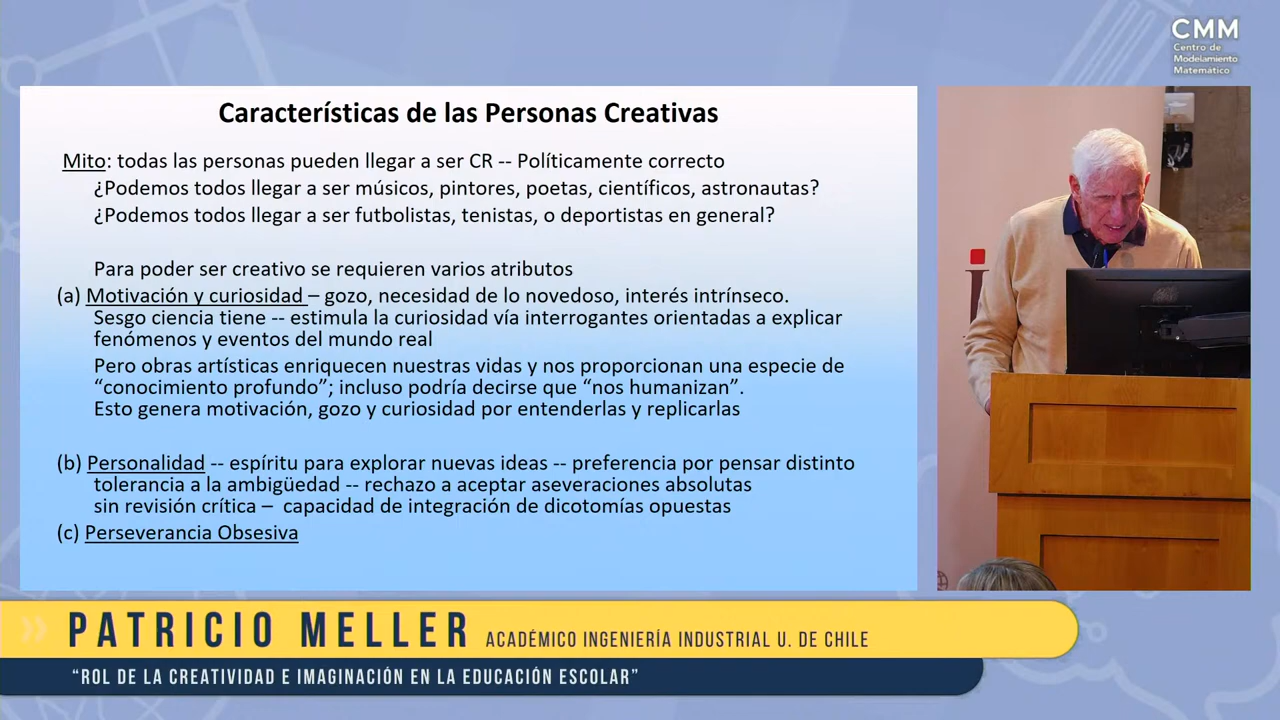 CMM
Centro de
Modelamiento
Matemático
Características de las Personas Creativas
Mito: todas las personas pueden llegar a ser CR -- Políticamente correcto
¿Podemos todos llegar a ser músicos, pintores, poetas, científicos, astronautas?
¿Podemos todos llegar a ser futbolistas, tenistas, o deportistas en general?
Para poder ser creativo se requieren varios atributos
(a) Motivación y curiosidad – gozo, necesidad de lo novedoso, interés intrínseco.
Sesgo ciencia tiene -- estimula la curiosidad vía interrogantes orientadas a explicar
fenómenos y eventos del mundo real
Pero obras artísticas enriquecen nuestras vidas y nos proporcionan una especie de
“conocimiento profundo”; incluso podría decirse que “nos humanizan”.
Esto genera motivación, gozo y curiosidad por entenderlas y replicarlas
(b) Personalidad -- espíritu para explorar nuevas ideas -- preferencia por pensar distinto
tolerancia a la ambigüedad -- rechazo a aceptar aseveraciones absolutas
sin revisión crítica – capacidad de integración de dicotomías opuestas
(c) Perseverancia Obsesiva
PATRICIO MELLER ACADÉMICO INGENIERÍA INDUSTRIAL U. DE CHILE
“ROL DE LA CREATIVIDAD E IMAGINACIÓN EN LA EDUCACIÓN ESCOLAR”